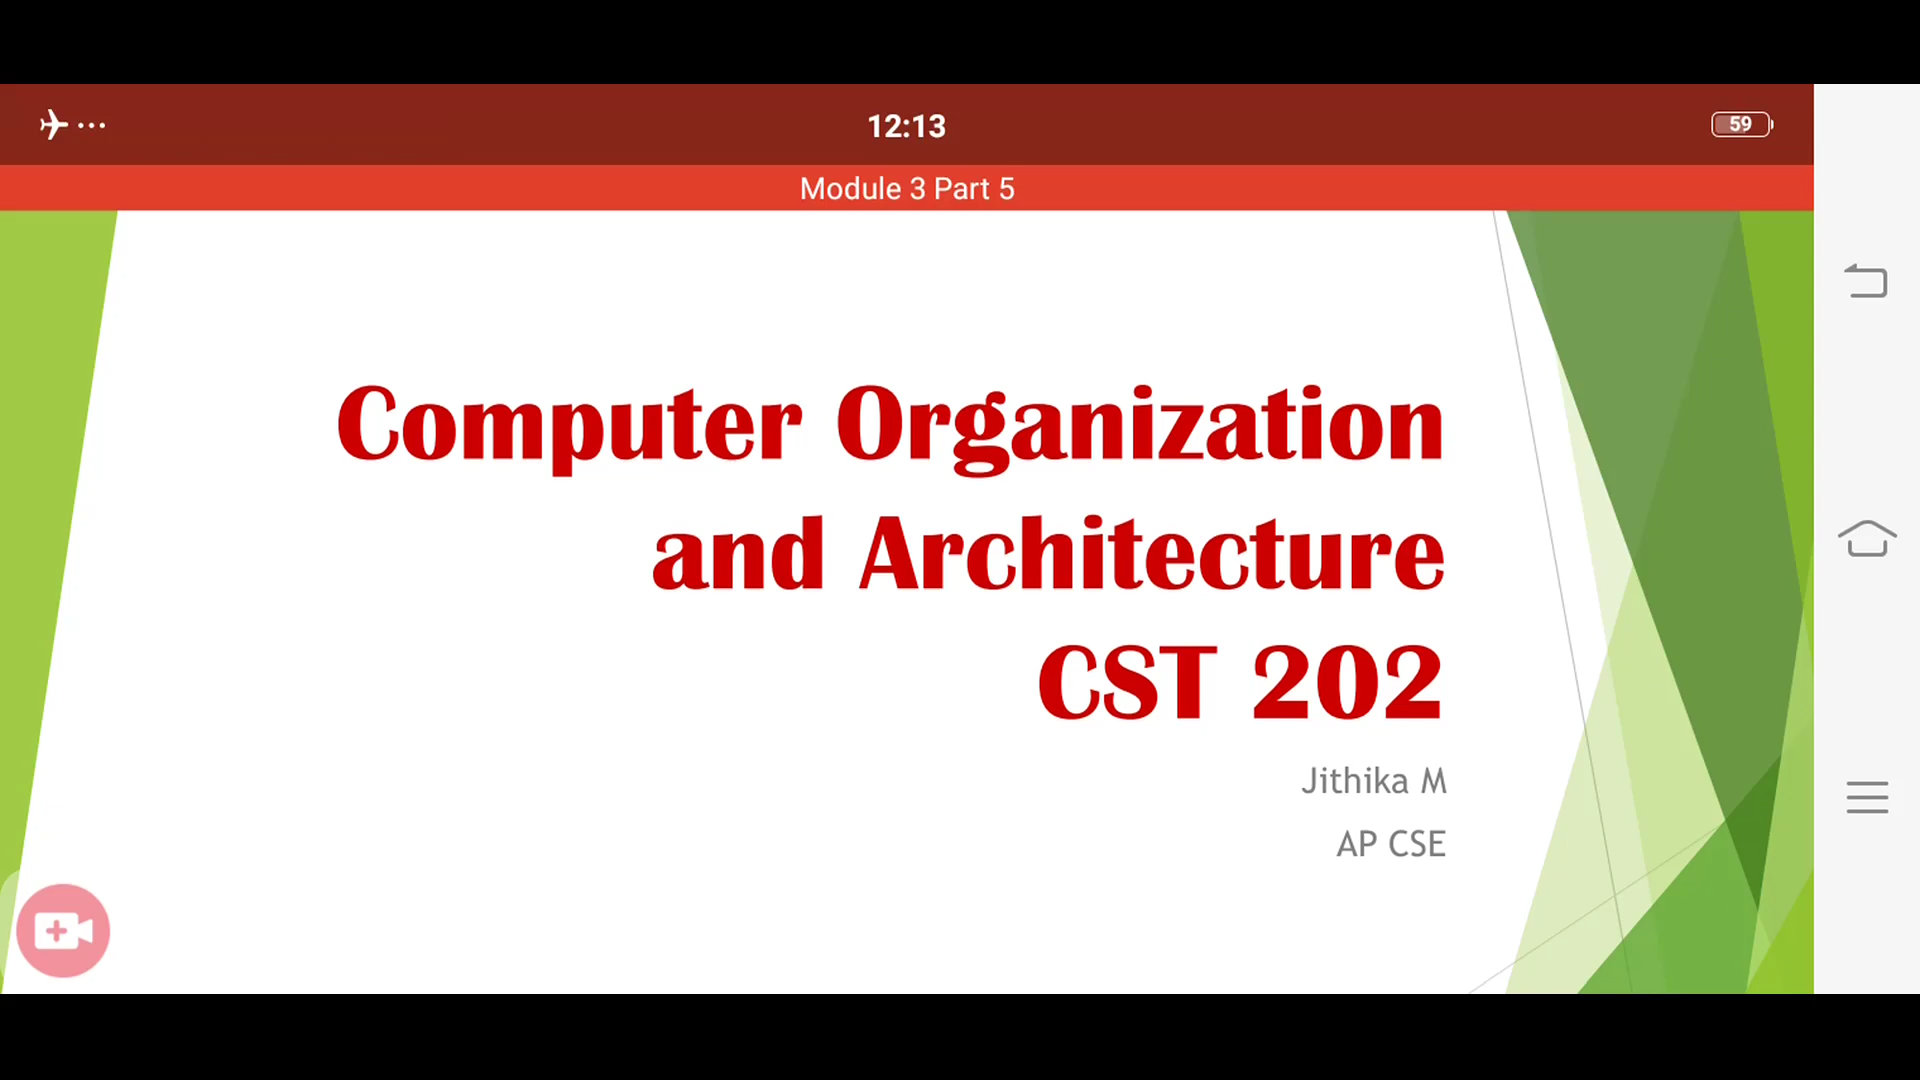 12:13
59
Module 3 Part 5
Computer Organization
and Architecture
CST 202
Jithika M
AP CSE